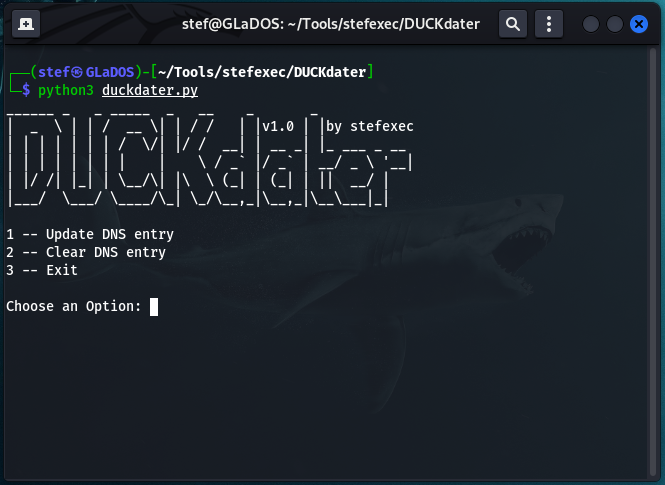 stef@GLaDOS: ~/Tools/stefexec/DUCKdater
┌──(stef㉿GLaDOS)-[~/Tools/stefexec/DUCKdater]
└─$ python3 duckdater.py
DUCKdater
v1.0 by stefexec
1 -- Update DNS entry
2 -- Clear DNS entry
3 -- Exit
Choose an Option: